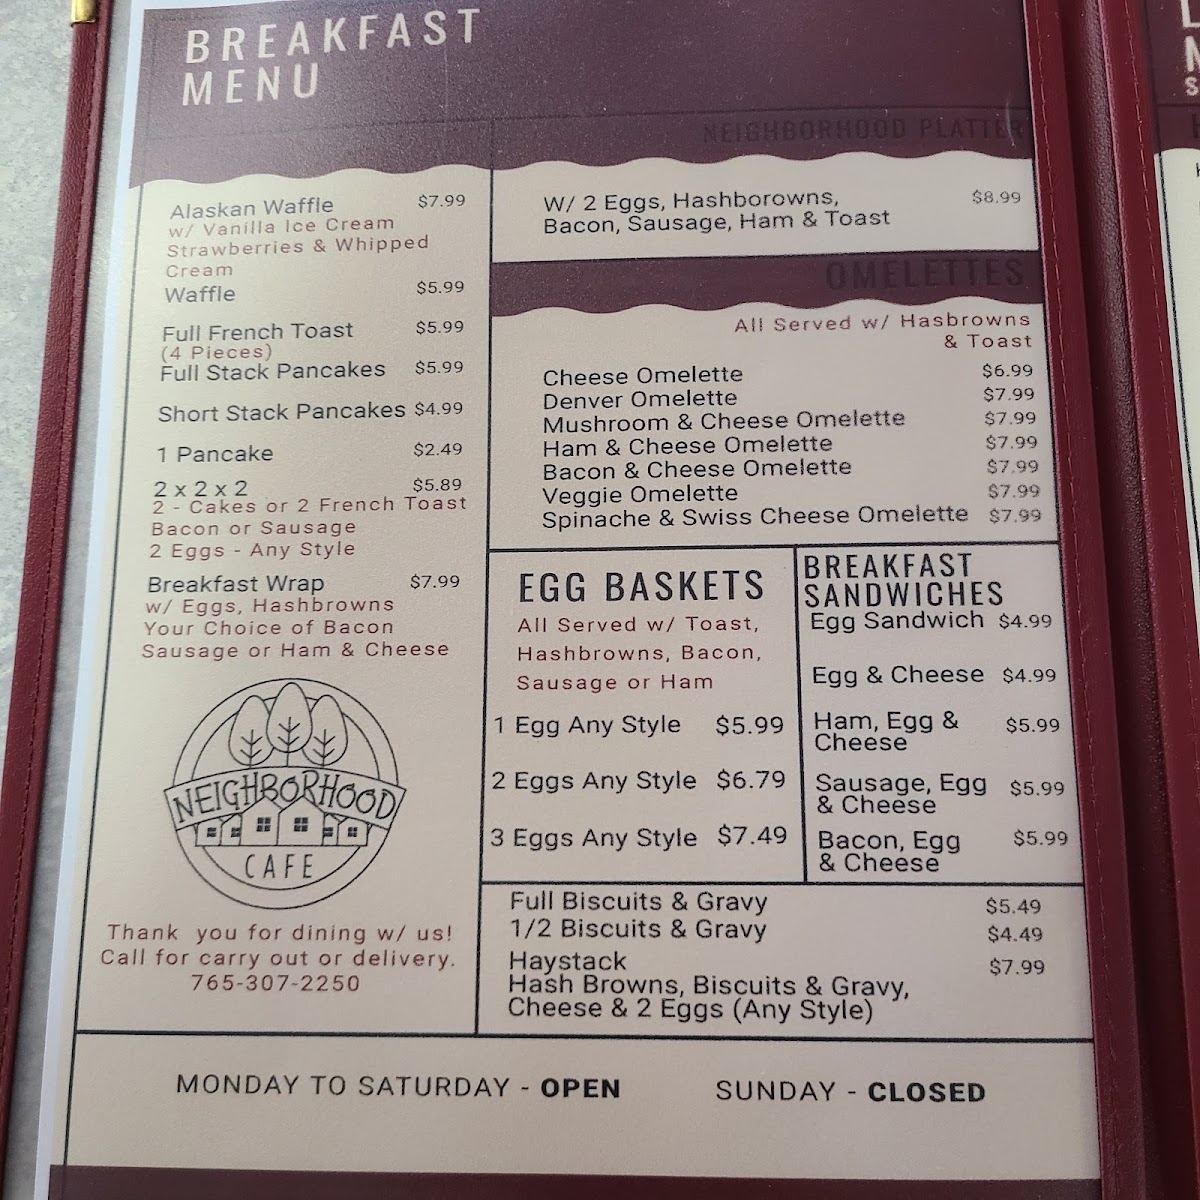 BREAKFAST
MENU
Alaskan Waffle $7.99
w/ Vanilla Ice Cream
Strawberries & Whipped
Cream
Waffle $5.99
Full French Toast $5.99
(4 Pieces)
Full Stack Pancakes $5.99
Short Stack Pancakes $4.99
1 Pancake $2.49
2 x 2 x 2 $5.89
2 - Cakes or 2 French Toast
Bacon or Sausage
2 Eggs - Any Style
Breakfast Wrap $7.99
w/ Eggs, Hashbrowns
Your Choice of Bacon
Sausage or Ham & Cheese
NEIGHBORHOOD
CAFE
Thank you for dining w/ us!
Call for carry out or delivery.
765-307-2250
NEIGHBORHOOD PLATTER
W/ 2 Eggs, Hashborowns, $8.99
Bacon, Sausage, Ham & Toast
OMELETTES
All Served w/ Hasbrowns
& Toast
Cheese Omelette $6.99
Denver Omelette $7.99
Mushroom & Cheese Omelette $7.99
Ham & Cheese Omelette $7.99
Bacon & Cheese Omelette $7.99
Veggie Omelette $7.99
Spinache & Swiss Cheese Omelette $7.99
EGG BASKETS
All Served w/ Toast,
Hashbrowns, Bacon,
Sausage or Ham
1 Egg Any Style $5.99
2 Eggs Any Style $6.79
3 Eggs Any Style $7.49
BREAKFAST
SANDWICHES
Egg Sandwich $4.99
Egg & Cheese $4.99
Ham, Egg & $5.99
Cheese
Sausage, Egg $5.99
& Cheese
Bacon, Egg $5.99
& Cheese
Full Biscuits & Gravy $5.49
1/2 Biscuits & Gravy $4.49
Haystack $7.99
Hash Browns, Biscuits & Gravy,
Cheese & 2 Eggs (Any Style)
MONDAY TO SATURDAY - OPEN SUNDAY - CLOSED